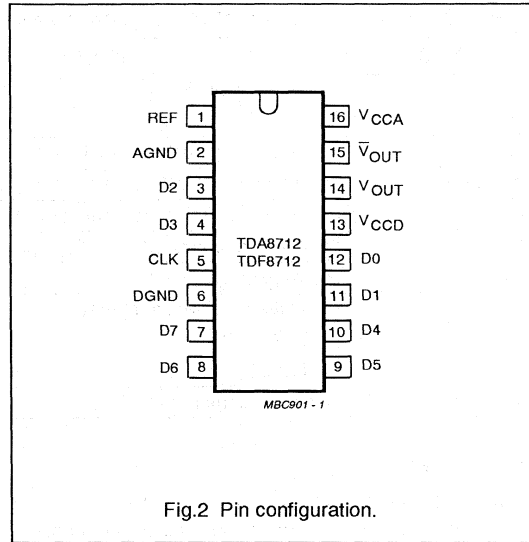 REF 1 16 VCCA
AGND 2 15 V̅OUT
D2 3 14 VOUT
D3 4 13 VCCD
TDA8712
TDF8712
CLK 5 12 D0
DGND 6 11 D1
D7 7 10 D4
D6 8 9 D5
MBC901 - 1
Fig.2 Pin configuration.